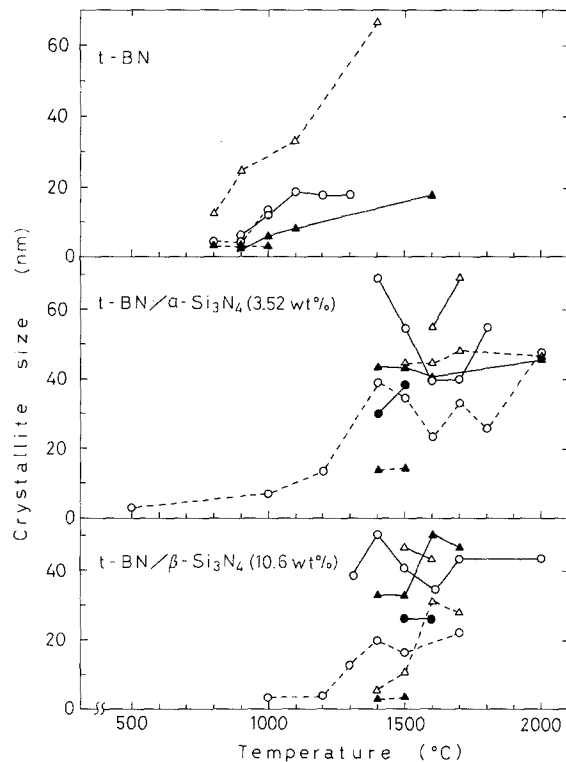 60
t-BN
40
20
0
Crystallite size (nm)
60
t-BN/α-Si3N4 (3.52 wt%)
40
20
0
t-BN/β-Si3N4 (10.6 wt%)
40
20
0
500 1000 1500 2000
Temperature (°C)